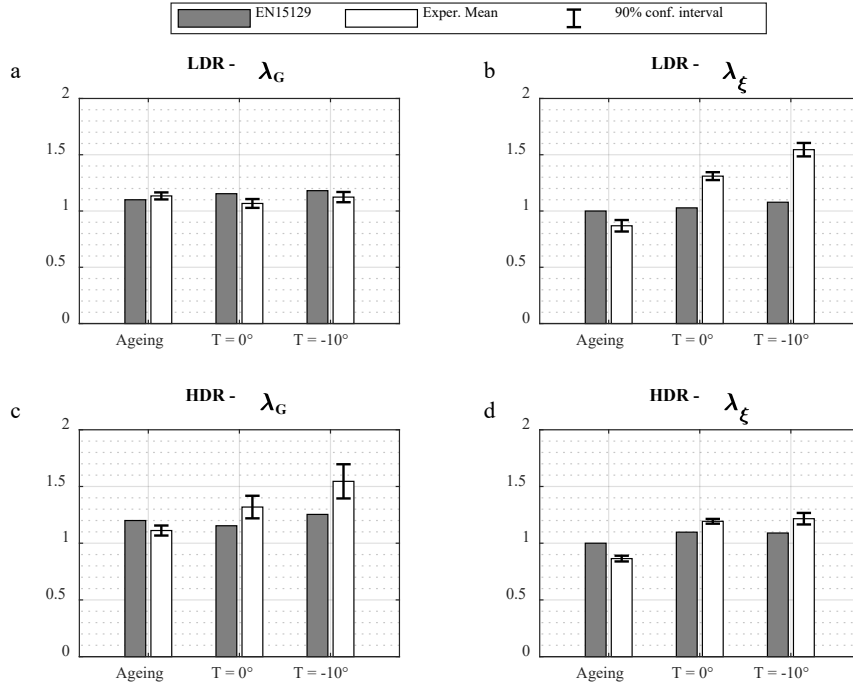 EN15129 Exper. Mean 90% conf. interval
a LDR - λG
2
1.5
1
0.5
0
Ageing T = 0° T = -10°
b LDR - λξ
2
1.5
1
0.5
0
Ageing T = 0° T = -10°
c HDR - λG
2
1.5
1
0.5
0
Ageing T = 0° T = -10°
d HDR - λξ
2
1.5
1
0.5
0
Ageing T = 0° T = -10°